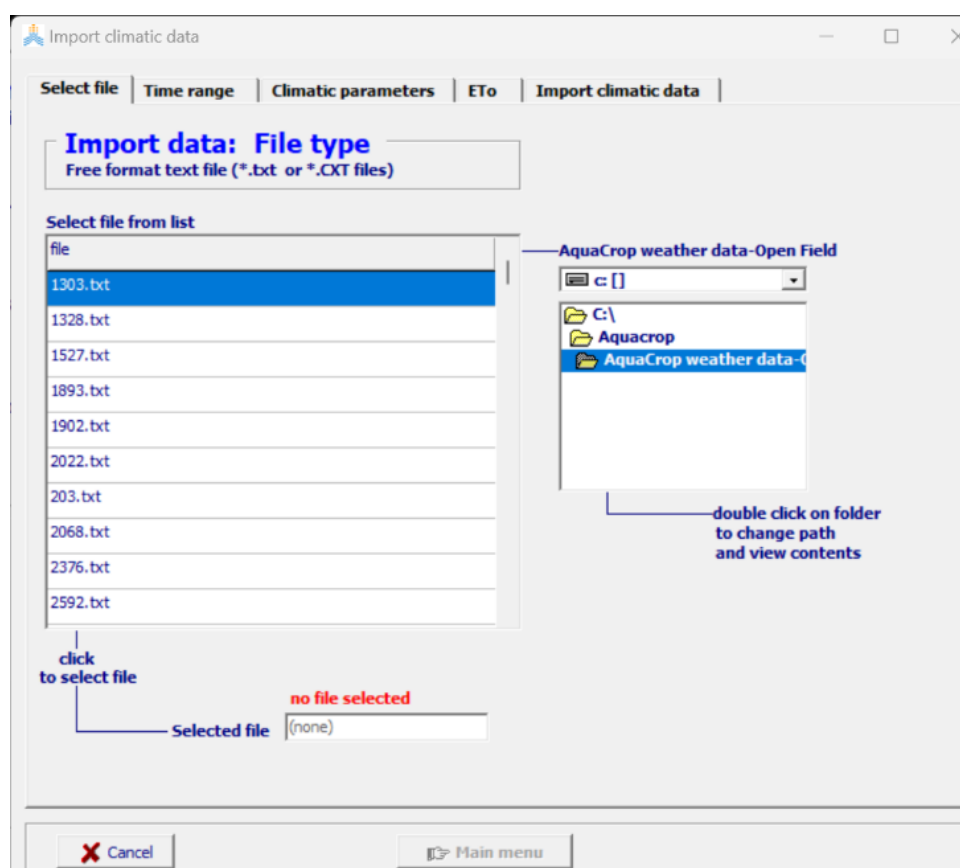 Import climatic data
Select file
Time range
Climatic parameters
ETo
Import climatic data
Import data: File type
Free format text file (*.txt or *.CXT files)
Select file from list
file
1303.txt
1328.txt
1527.txt
1893.txt
1902.txt
2022.txt
203.txt
2068.txt
2376.txt
2592.txt
click
to select file
no file selected
Selected file
(none)
AquaCrop weather data-Open Field
c: []
C:\
Aquacrop
AquaCrop weather data-
double click on folder
to change path
and view contents
Cancel
Main menu